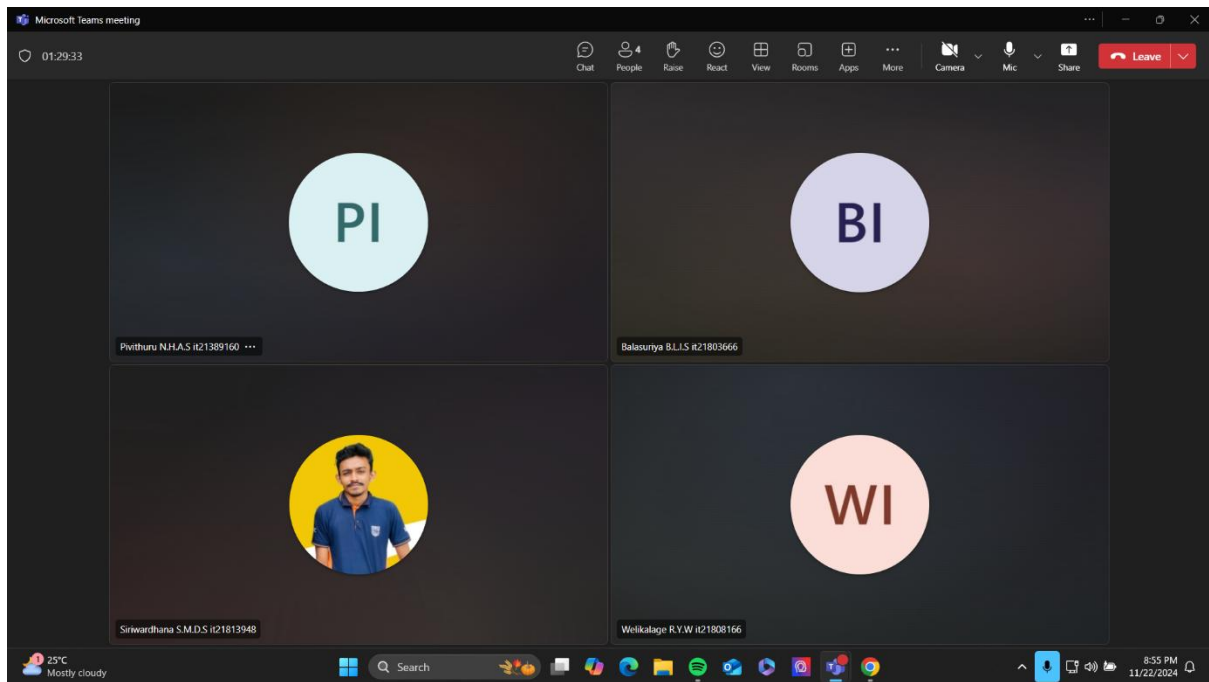 Microsoft Teams meeting
01:29:33
Chat
4
People
Raise
React
View
Rooms
Apps
More
Camera
Mic
Share
Leave
PI
Pivithuru N.H.A.S it21389160
BI
Balasuriya B.L.I.S it21803666
Siriwardhana S.M.D.S it21813948
WI
Welikalage R.Y.W it21808166
1
25°C
Mostly cloudy
Search
8:55 PM
11/22/2024